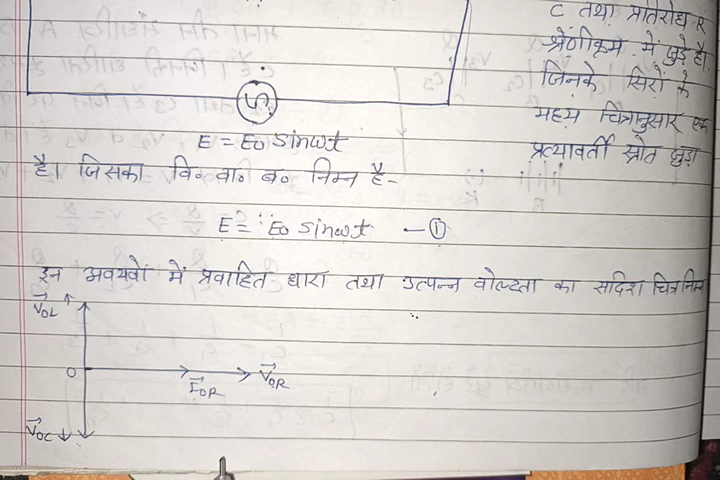 C तथा प्रतिरोध R
श्रेणीक्रम में जुड़े है।
जिनके सिरों के
मध्य चित्रानुसार एक
प्रत्यावर्ती स्रोत जुड़ा
E = E₀ sinωt
है। जिसका वि॰ वा॰ ब॰ निम्न है-
E = E₀ sinωt —①
इन अवयवों में प्रवाहित धारा तथा उत्पन्न वोल्टता का सदिश चित्र निम्न
V⃗OL
O
I⃗OR
V⃗OR
V⃗OC